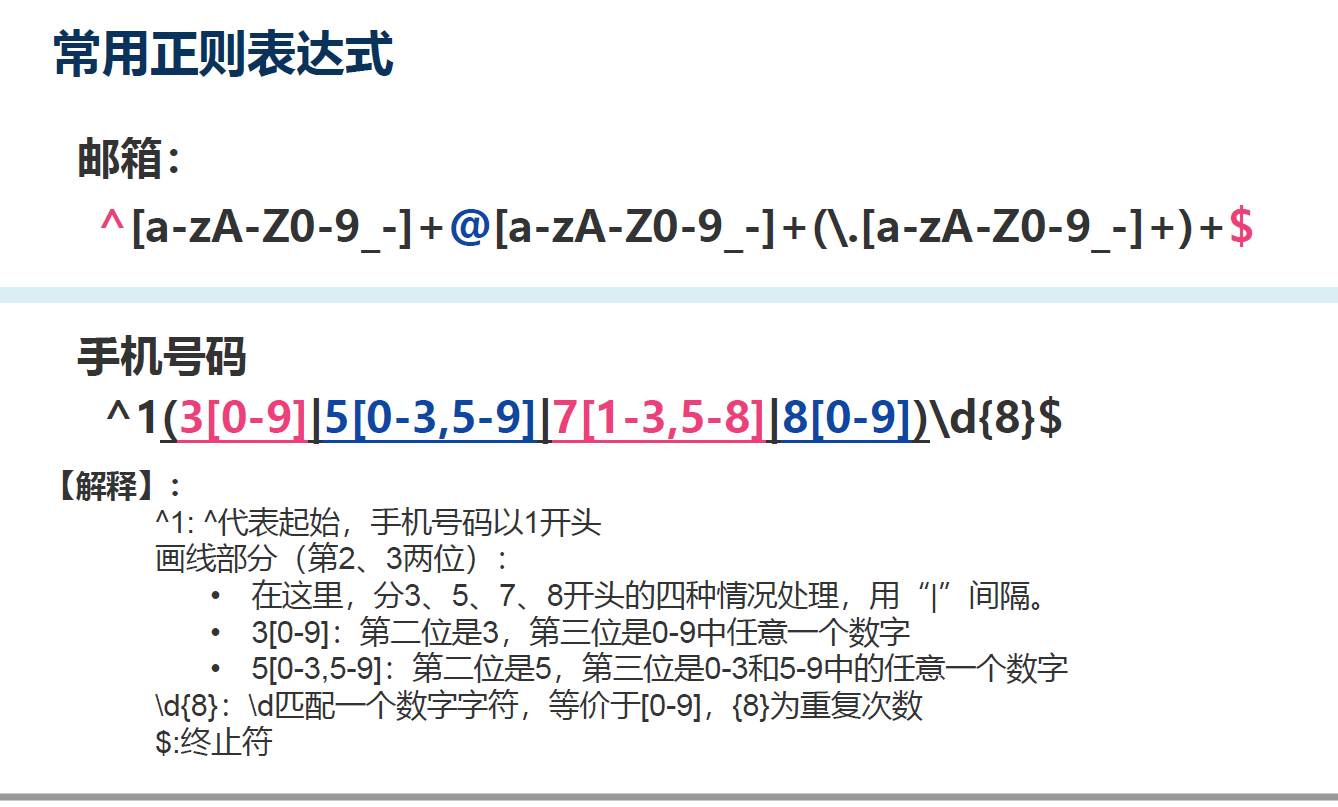 常用正则表达式
邮箱：
^[a-zA-Z0-9_-]+@[a-zA-Z0-9_-]+(\.[a-zA-Z0-9_-]+)+$
手机号码
^1(3[0-9]|5[0-3,5-9]|7[1-3,5-8]|8[0-9])\d{8}$
【解释】：
^1: ^代表起始，手机号码以1开头
画线部分（第2、3两位）：
• 在这里，分3、5、7、8开头的四种情况处理，用“|”间隔。
• 3[0-9]：第二位是3，第三位是0-9中任意一个数字
• 5[0-3,5-9]：第二位是5，第三位是0-3和5-9中的任意一个数字
\d{8}：\d匹配一个数字字符，等价于[0-9]，{8}为重复次数
$:终止符